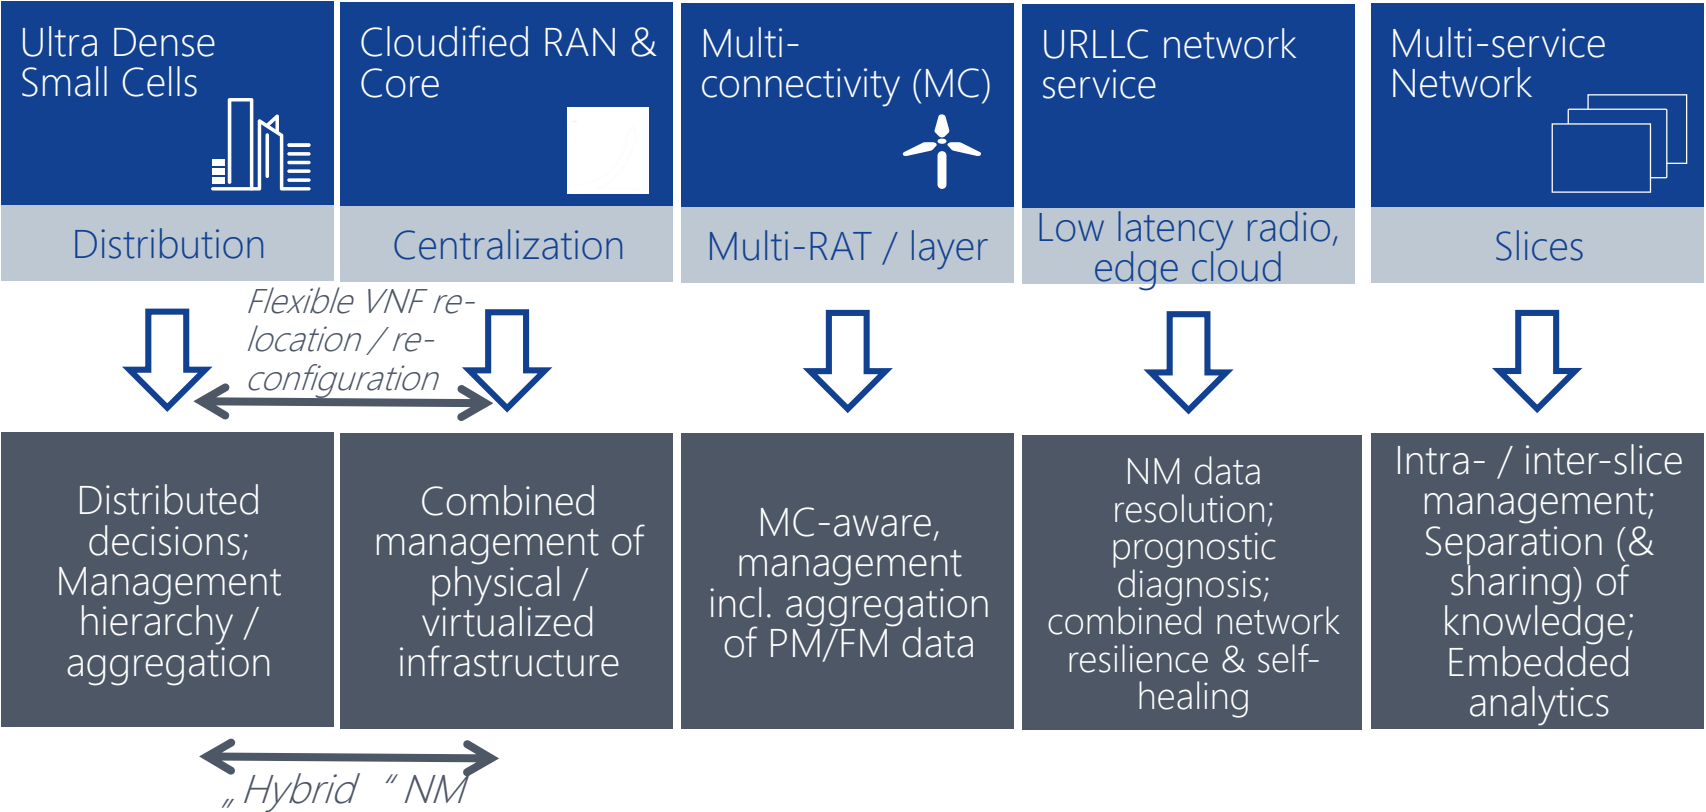 Ultra Dense
Small Cells
Cloudified RAN &
Core
Multi-
connectivity (MC)
URLLC network
service
Multi-service
Network
Distribution
Centralization
Multi-RAT / layer
Low latency radio,
edge cloud
Slices
Flexible VNF re-
location / re-
configuration
Distributed
decisions;
Management
hierarchy /
aggregation
Combined
management of
physical /
virtualized
infrastructure
MC-aware,
management
incl. aggregation
of PM/FM data
NM data
resolution;
prognostic
diagnosis;
combined network
resilience & self-
healing
Intra- / inter-slice
management;
Separation (&
sharing) of
knowledge;
Embedded
analytics
„Hybrid “ NM